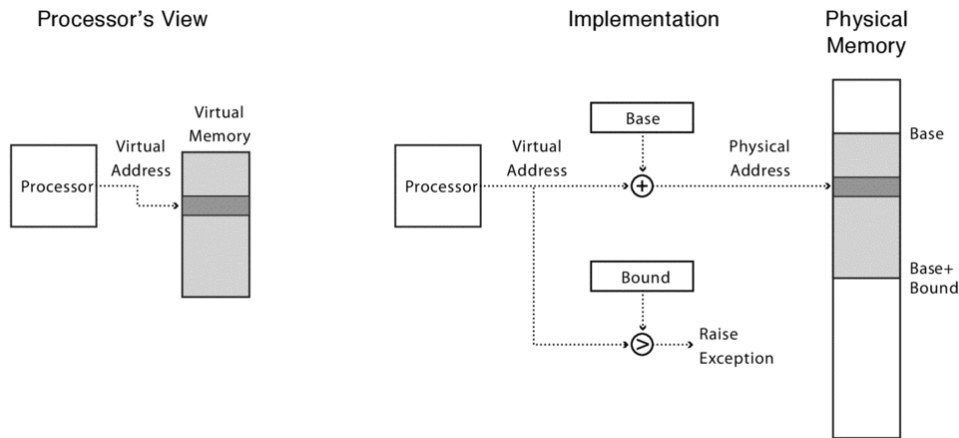 Processor's View
Implementation
Physical
Memory
Virtual
Memory
Virtual
Address
Processor
Base
Virtual
Address
Physical
Address
Processor
Base
Bound
Base+
Bound
Raise
Exception
+
>